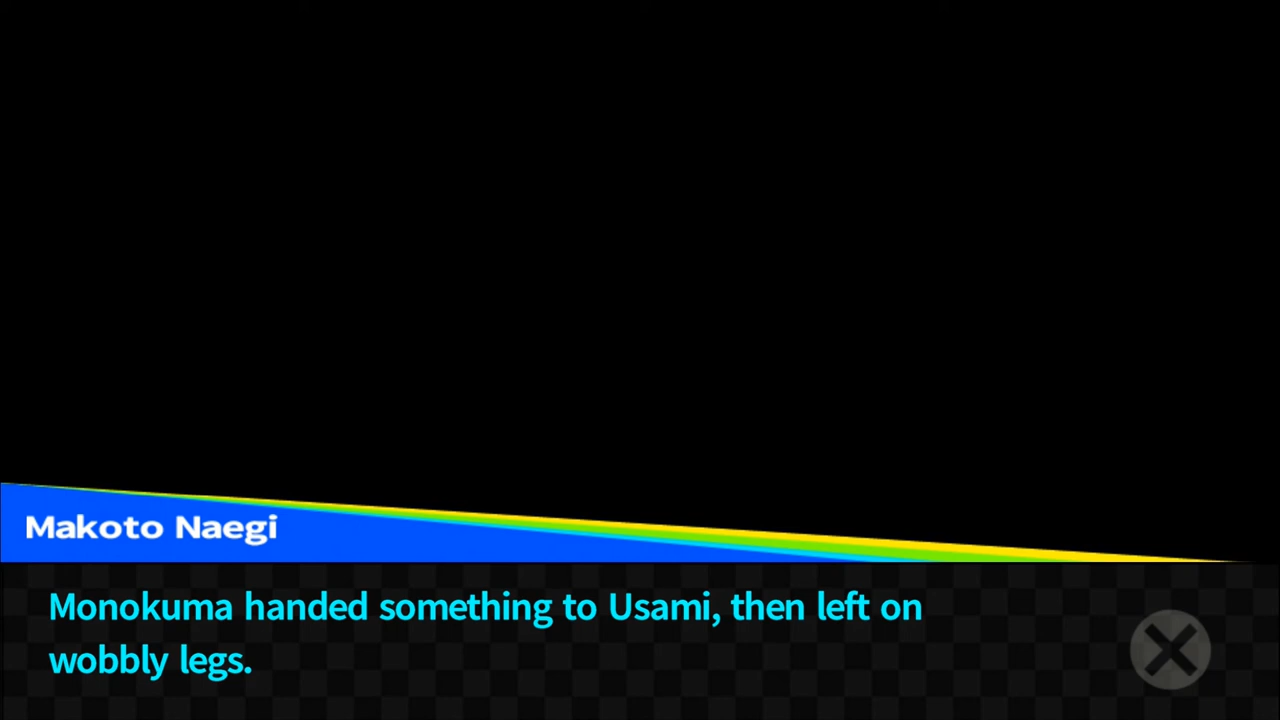 Makoto Naegi
Monokuma handed something to Usami, then left on
wobbly legs.